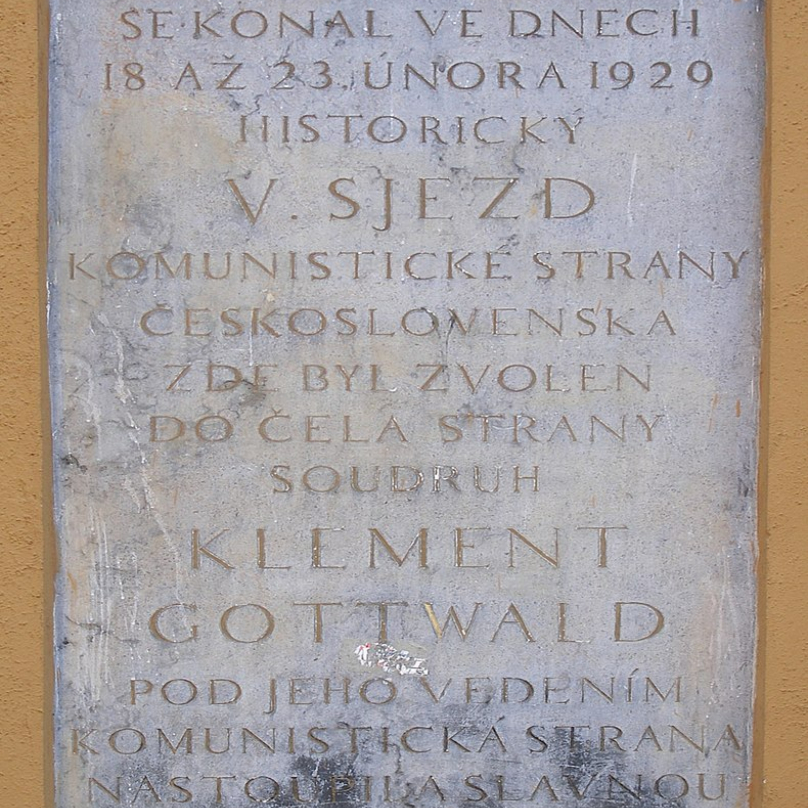 SE KONAL VE DNECH
18 AŽ 23. ÚNORA 1929
HISTORICKÝ
V. SJEZD
KOMUNISTICKÉ STRANY
ČESKOSLOVENSKA
ZDE BYL ZVOLEN
DO ČELA STRANY
SOUDRUH
KLEMENT
GOTTWALD
POD JEHO VEDENÍM
KOMUNISTICKÁ STRANA
NASTOUPILA SLAVNOU